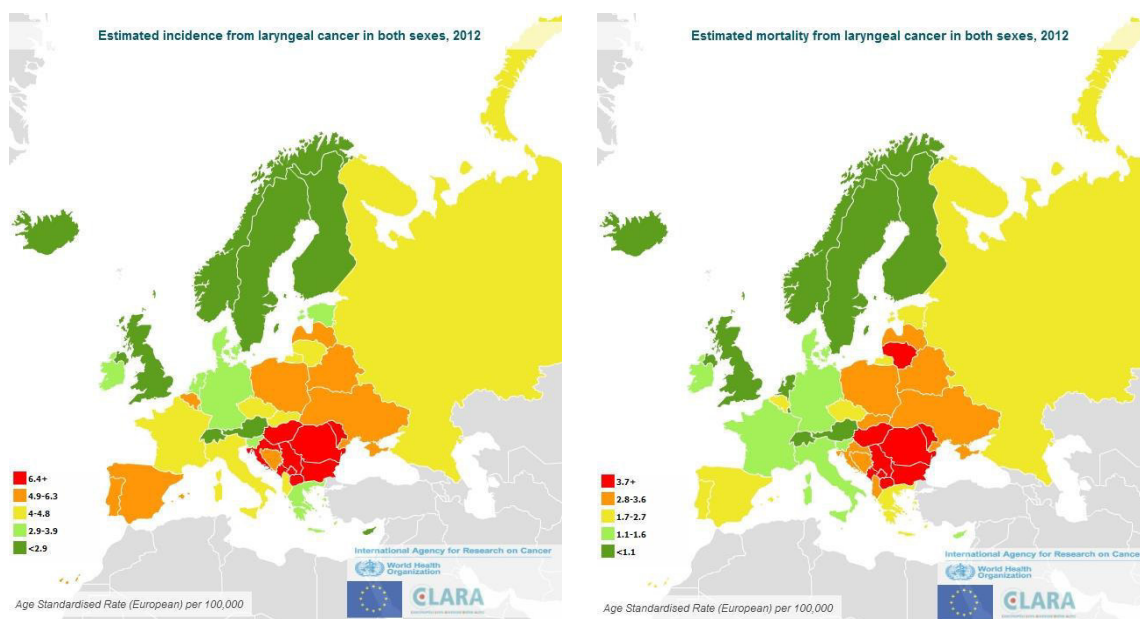 Estimated incidence from laryngeal cancer in both sexes, 2012
6.4+
4.9-6.3
4-4.8
2.9-3.9
<2.9
International Agency for Research on Cancer
World Health
Organization
CLARA
Age Standardised Rate (European) per 100,000
Estimated mortality from laryngeal cancer in both sexes, 2012
3.7+
2.8-3.6
1.7-2.7
1.1-1.6
<1.1
International Agency for Research on Cance
World Health
Organization
CLARA
Age Standardised Rate (European) per 100,000